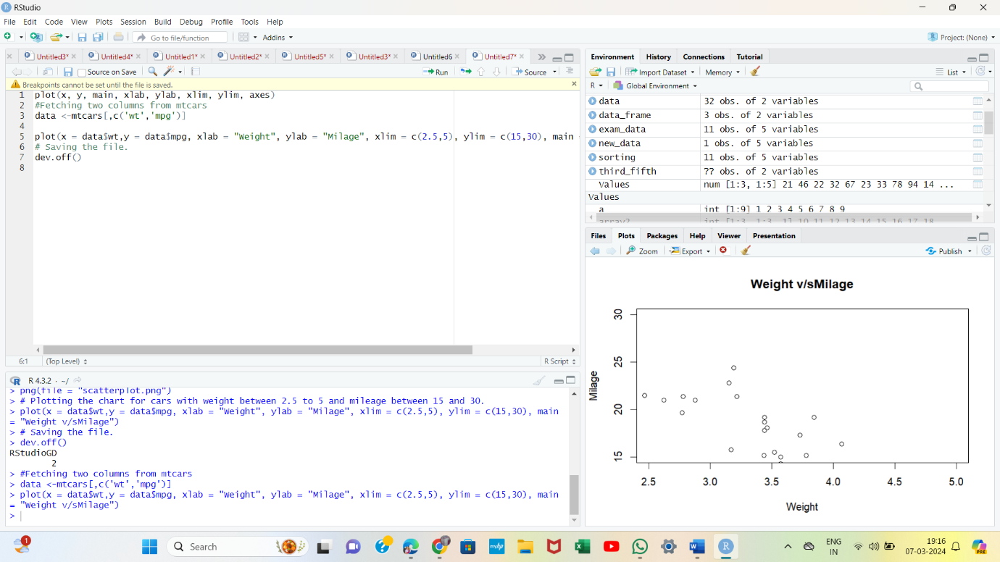 RStudio
File Edit Code View Plots Session Build Debug Profile Tools Help
Go to file/function Addins Project: (None)
Untitled3* Untitled4* Untitled1* Untitled2* Untitled5* Untitled3* Untitled6 Untitled7*
Source on Save Run Source
Breakpoints cannot be set until the file is saved.
1 plot(x, y, main, xlab, ylab, xlim, ylim, axes)
2 #Fetching two columns from mtcars
3 data <-mtcars[,c('wt','mpg')]
4
5 plot(x = data$wt,y = data$mpg, xlab = "Weight", ylab = "Milage", xlim = c(2.5,5), ylim = c(15,30), main
6 # Saving the file.
7 dev.off()
8
6:1 (Top Level) R Script
R 4.3.2 · ~/
> png(file = "scatterplot.png")
> # Plotting the chart for cars with weight between 2.5 to 5 and mileage between 15 and 30.
> plot(x = data$wt,y = data$mpg, xlab = "Weight", ylab = "Milage", xlim = c(2.5,5), ylim = c(15,30), main
= "Weight v/sMilage")
> # Saving the file.
> dev.off()
RStudioGD
2
> #Fetching two columns from mtcars
> data <-mtcars[,c('wt','mpg')]
> plot(x = data$wt,y = data$mpg, xlab = "Weight", ylab = "Milage", xlim = c(2.5,5), ylim = c(15,30), main
= "Weight v/sMilage")
>
Environment History Connections Tutorial
Import Dataset Memory List
R Global Environment
data 32 obs. of 2 variables
data_frame 3 obs. of 2 variables
exam_data 11 obs. of 5 variables
new_data 1 obs. of 5 variables
sorting 11 obs. of 5 variables
third_fifth ?? obs. of 2 variables
Values num [1:3, 1:5] 21 46 22 32 67 23 33 78 94 14 ...
Values
a int [1:9] 1 2 3 4 5 6 7 8 9
array2 int [1:3, 1:3, 1] 10 11 12 13 14 15 16 17 18
Files Plots Packages Help Viewer Presentation
Zoom Export Publish
Weight v/sMilage
30
25
20
15
Milage
2.5 3.0 3.5 4.0 4.5 5.0
Weight
1
Search
myhp
ENG
IN
19:16
07-03-2024
PRE